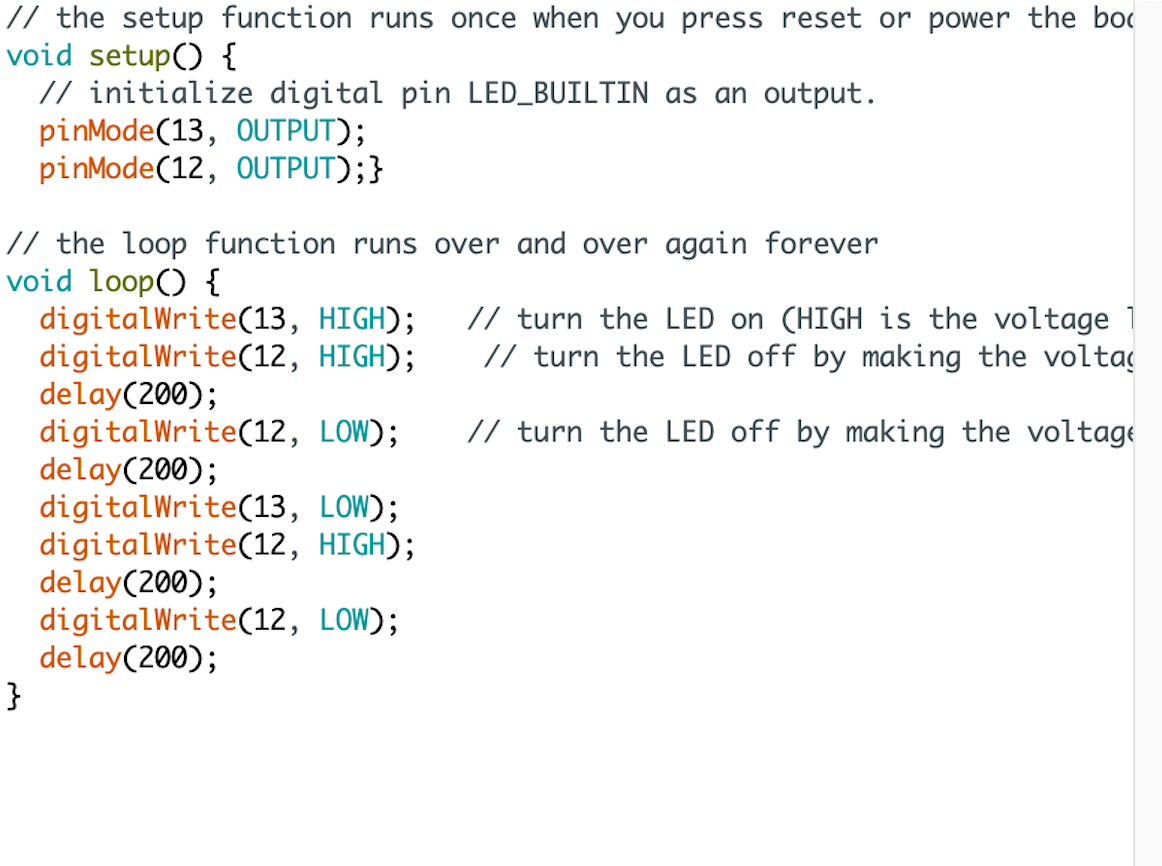 // the setup function runs once when you press reset or power the
void setup() {
  // initialize digital pin LED_BUILTIN as an output.
  pinMode(13, OUTPUT);
  pinMode(12, OUTPUT);}
// the loop function runs over and over again forever
void loop() {
  digitalWrite(13, HIGH);   // turn the LED on (HIGH is the voltage
  digitalWrite(12, HIGH);    // turn the LED off by making the
  delay(200);
  digitalWrite(12, LOW);    // turn the LED off by making the voltage
  delay(200);
  digitalWrite(13, LOW);
  digitalWrite(12, HIGH);
  delay(200);
  digitalWrite(12, LOW);
  delay(200);
}